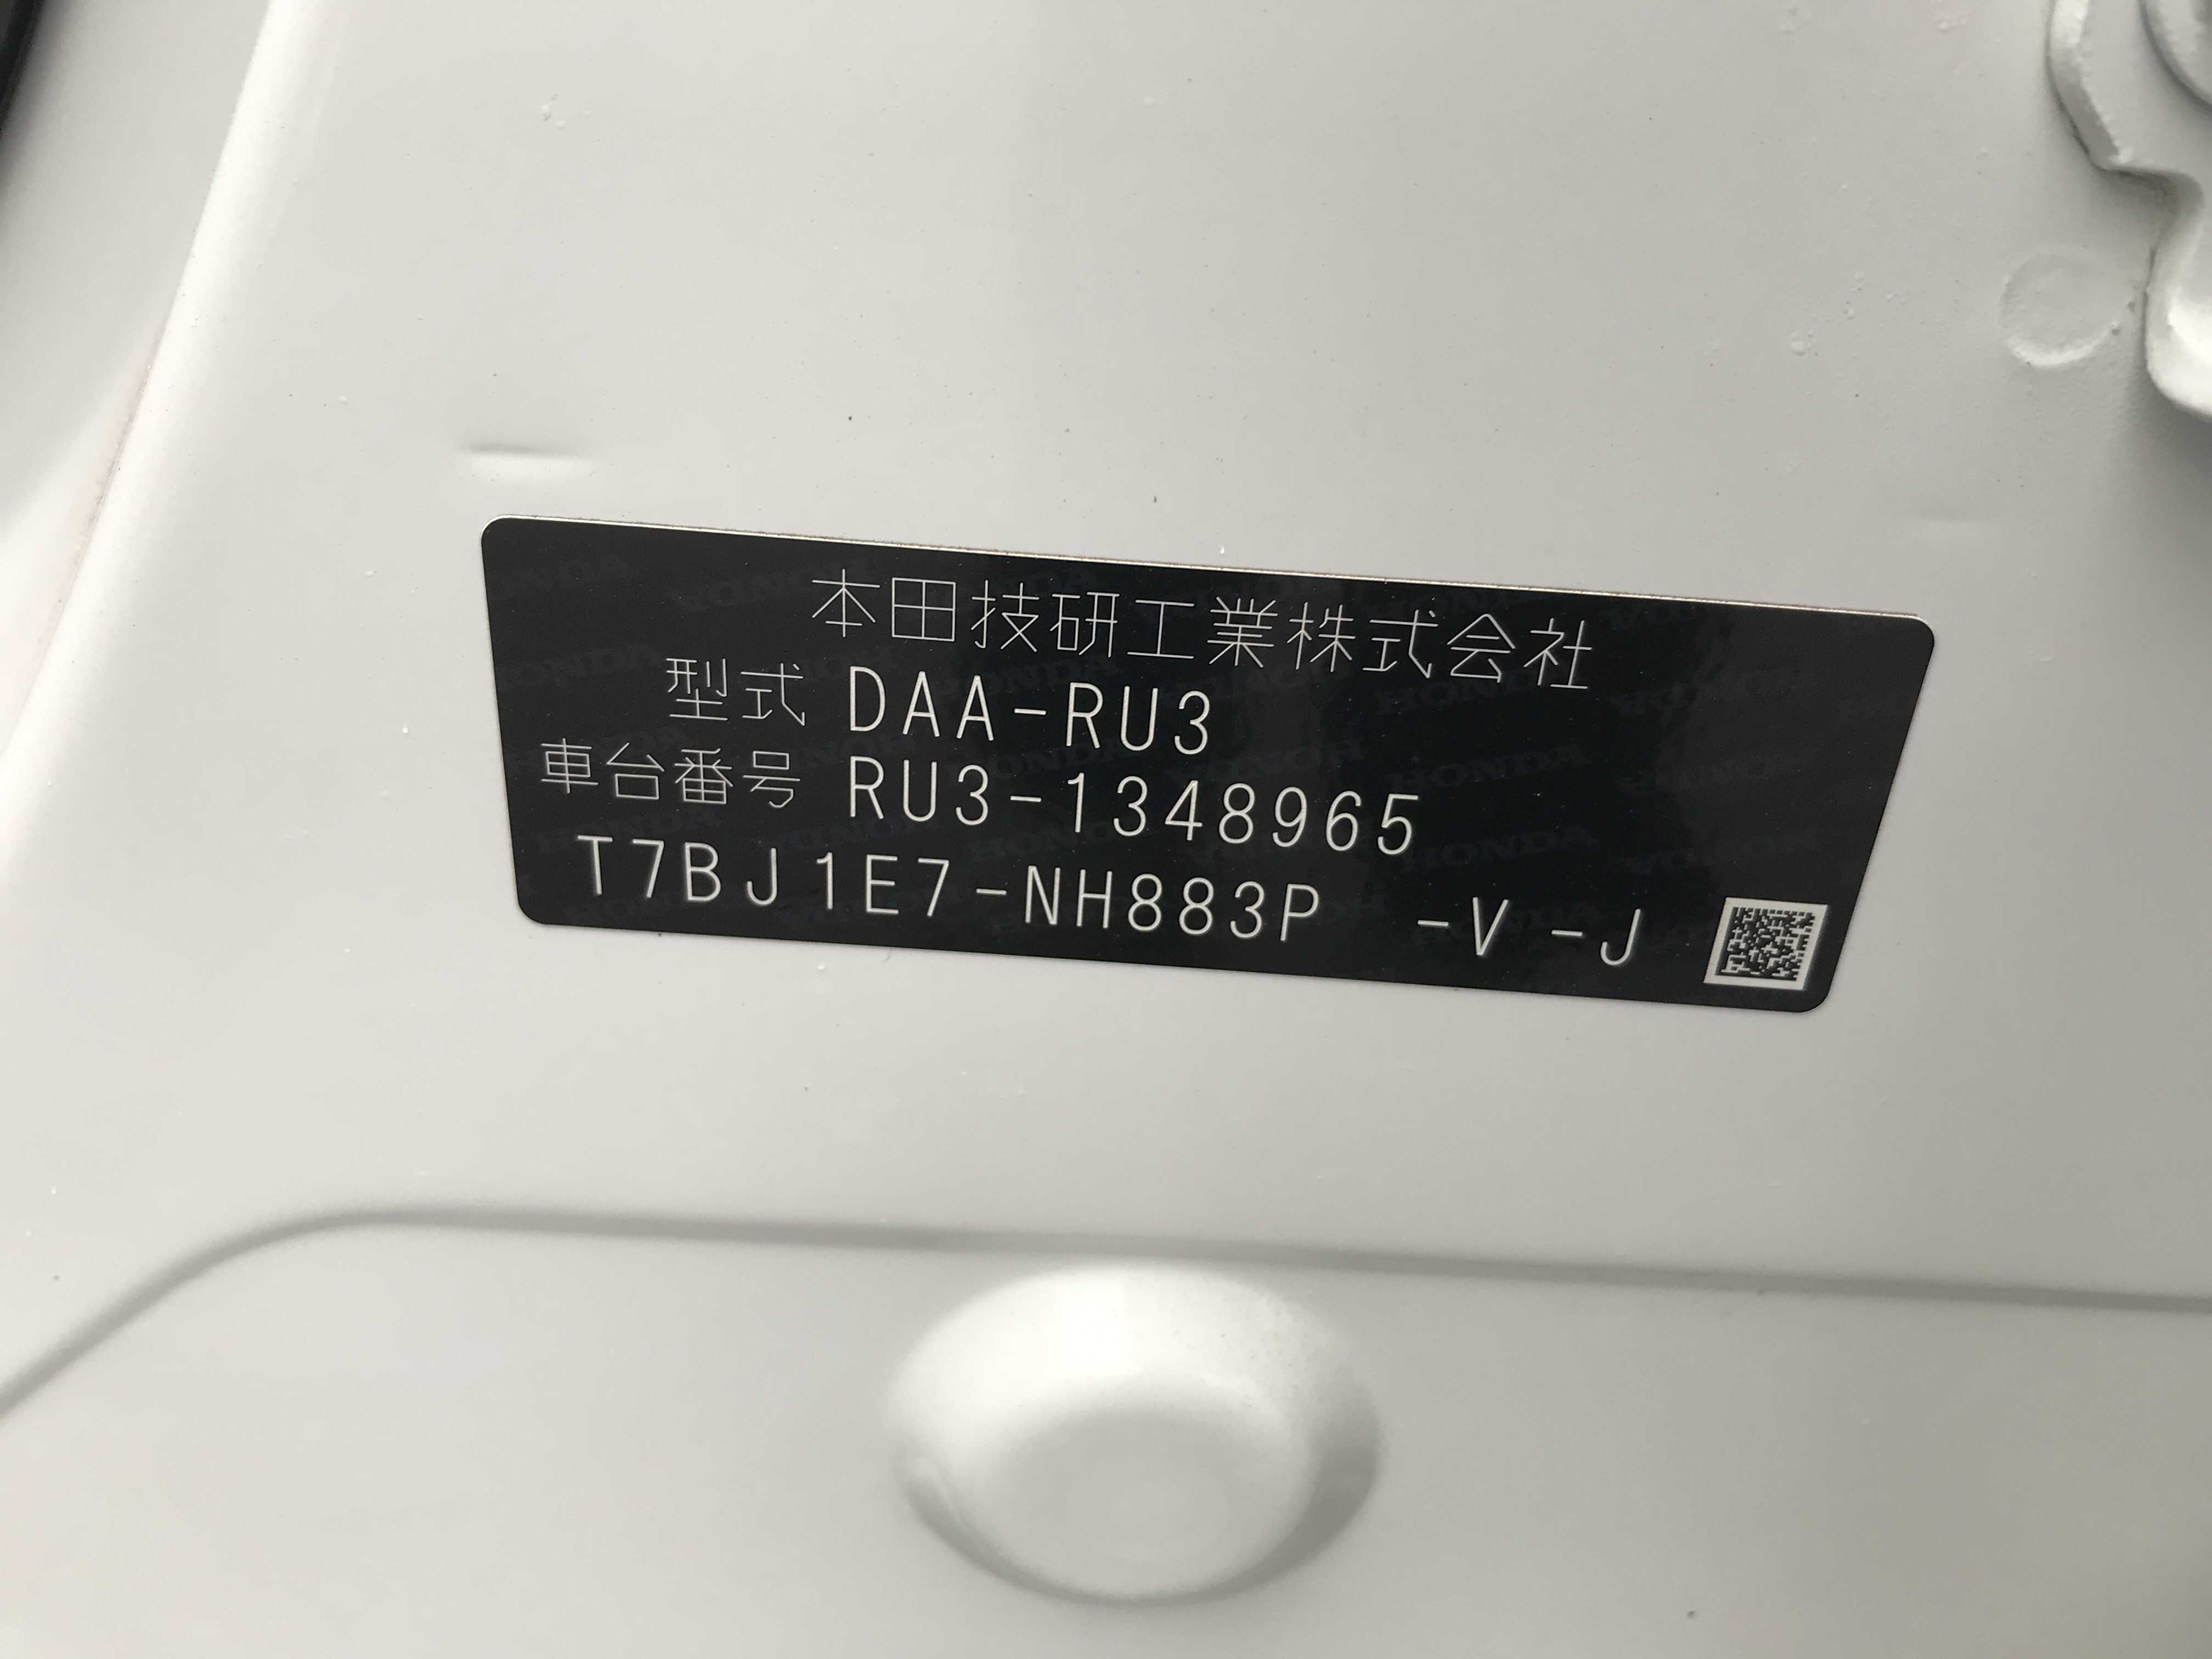 本田技研工業株式会社
型式 DAA-RU3
車台番号 RU3-1348965
T7BJ1E7-NH883P -V -J